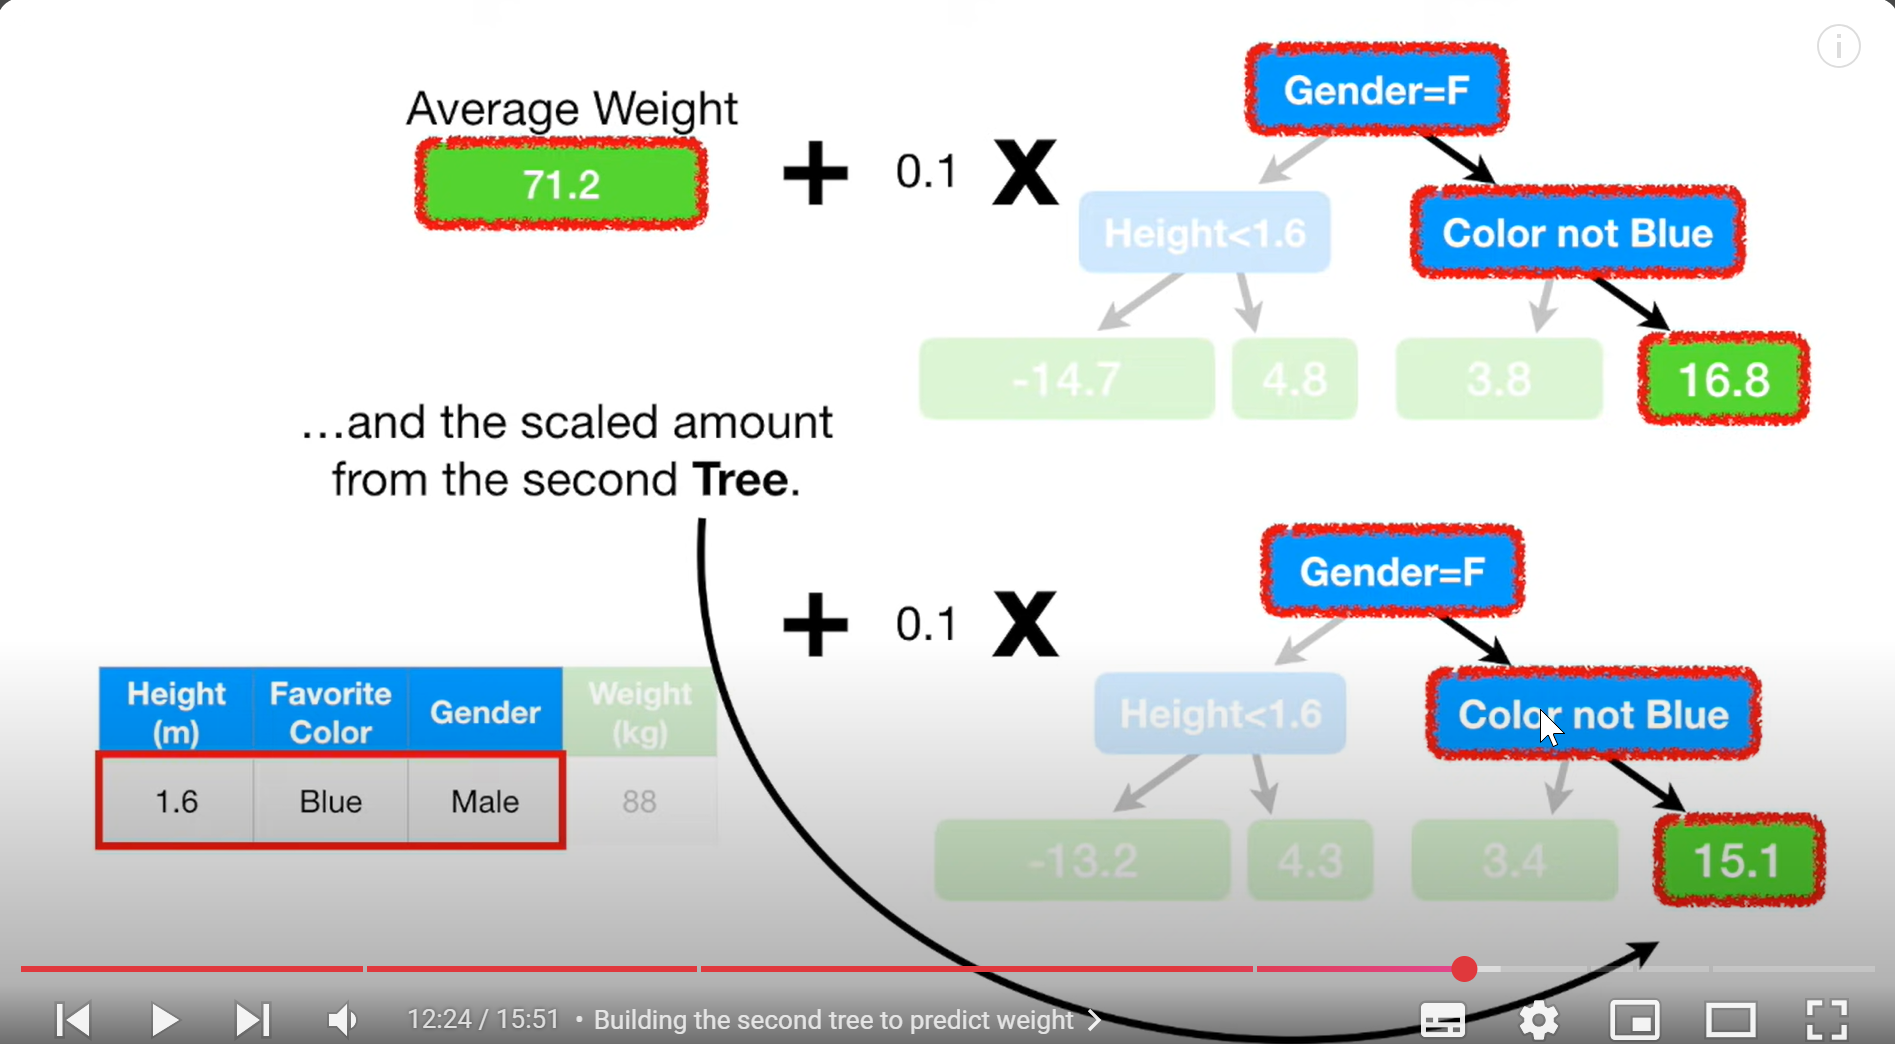 Average Weight
71.2
+ 0.1 X
Gender=F
Height<1.6
Color not Blue
-14.7
4.8
3.8
16.8
...and the scaled amount
from the second Tree.
+ 0.1 X
Gender=F
Height<1.6
Color not Blue
-13.2
4.3
3.4
15.1
Height (m) Favorite Color Gender Weight (kg)
1.6 Blue Male 88
12:24 / 15:51 • Building the second tree to predict weight